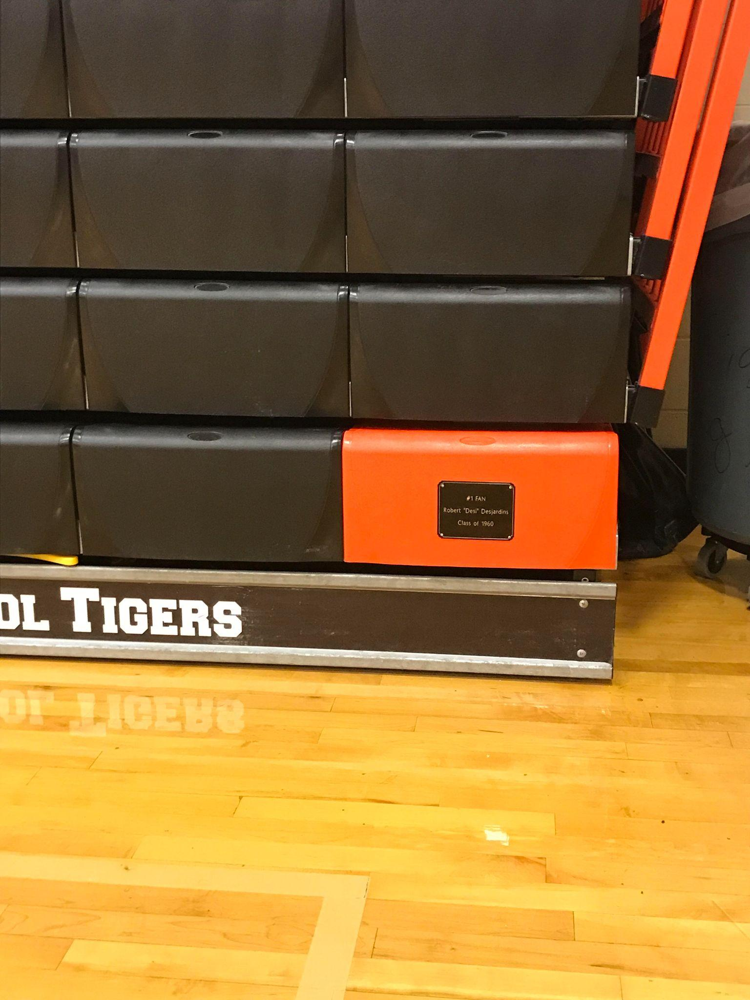 #1 FAN
Robert "Desi" Desjardins
Class of 1960
OL TIGERS